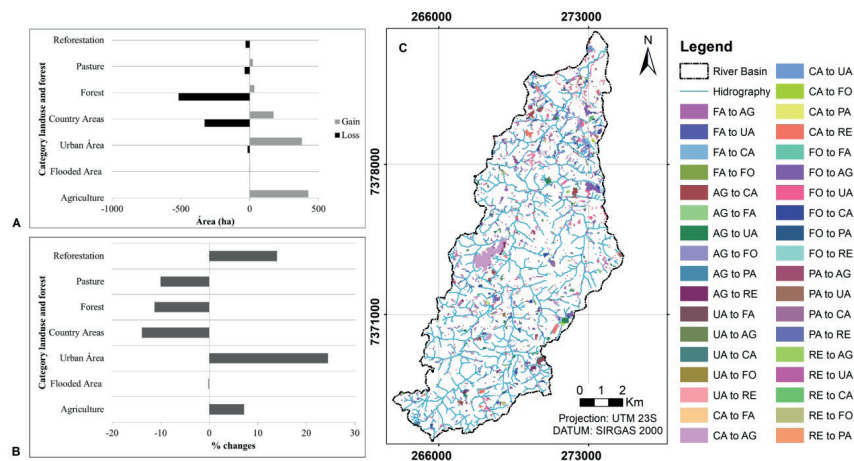 A
Category landuse and forest
Reforestation
Pasture
Forest
Country Areas
Urban Área
Flooded Area
Agriculture
-1000 -500 0 500
Área (ha)
Gain
Loss
B
Category landuse and forest
Reforestation
Pasture
Forest
Country Areas
Urban Área
Flooded Area
Agriculture
-20 -10 0 10 20 30
% changes
C
266000 273000
N
7378000
7371000
0 1 2
Km
Projection: UTM 23S
DATUM: SIRGAS 2000
266000 273000
Legend
River Basin
Hidrography
FA to AG
FA to UA
FA to CA
FA to FO
AG to CA
AG to FA
AG to UA
AG to FO
AG to PA
AG to RE
UA to FA
UA to AG
UA to CA
UA to FO
UA to RE
CA to FA
CA to AG
CA to UA
CA to FO
CA to PA
CA to RE
FO to FA
FO to AG
FO to UA
FO to CA
FO to PA
FO to RE
PA to AG
PA to UA
PA to CA
PA to RE
RE to AG
RE to UA
RE to CA
RE to FO
RE to PA